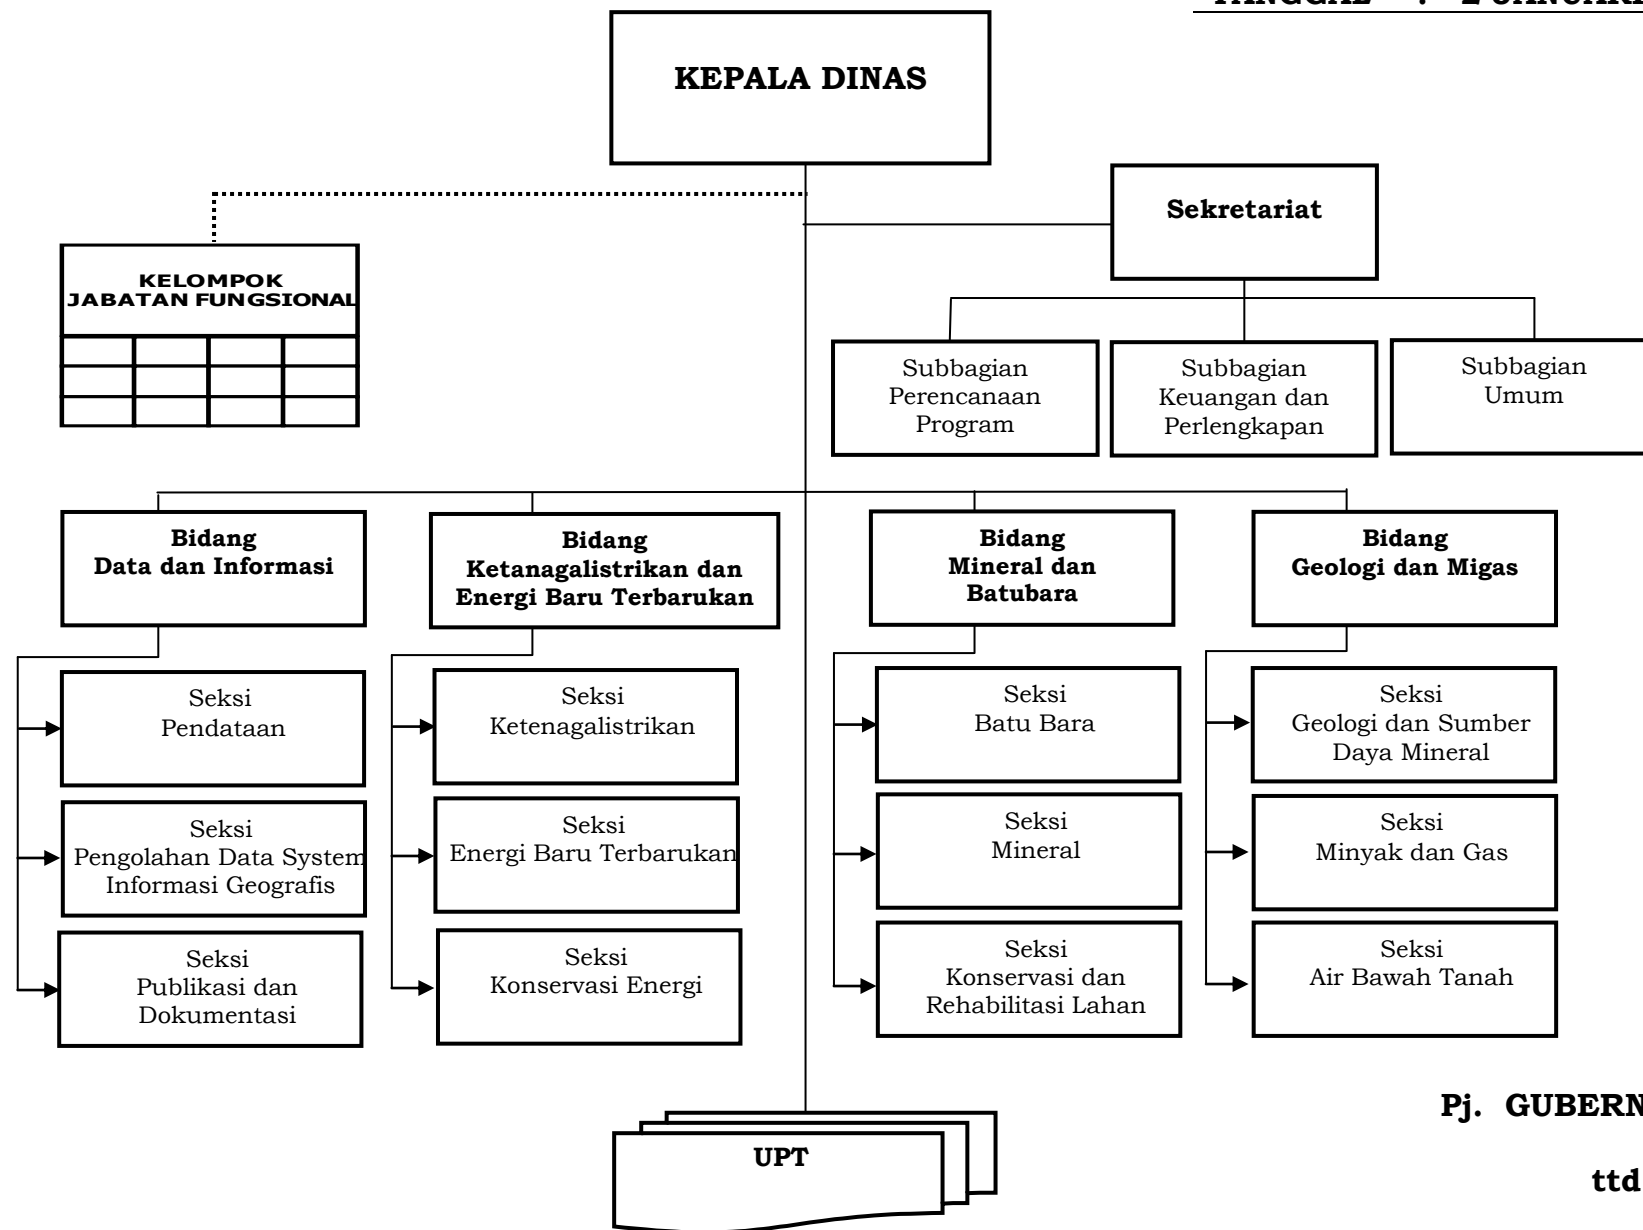 TANGGAL : 2 JANUARI
KEPALA DINAS
Sekretariat
KELOMPOK
JABATAN FUNGSIONAL
Subbagian
Perencanaan
Program
Subbagian
Keuangan dan
Perlengkapan
Subbagian
Umum
Bidang
Data dan Informasi
Bidang
Ketanagalistrikan dan
Energi Baru Terbarukan
Bidang
Mineral dan
Batubara
Bidang
Geologi dan Migas
Seksi
Pendataan
Seksi
Ketenagalistrikan
Seksi
Batu Bara
Seksi
Geologi dan Sumber
Daya Mineral
Seksi
Pengolahan Data System
Informasi Geografis
Seksi
Energi Baru Terbarukan
Seksi
Mineral
Seksi
Minyak dan Gas
Seksi
Publikasi dan
Dokumentasi
Seksi
Konservasi Energi
Seksi
Konservasi dan
Rehabilitasi Lahan
Seksi
Air Bawah Tanah
Pj. GUBERN
UPT
ttd